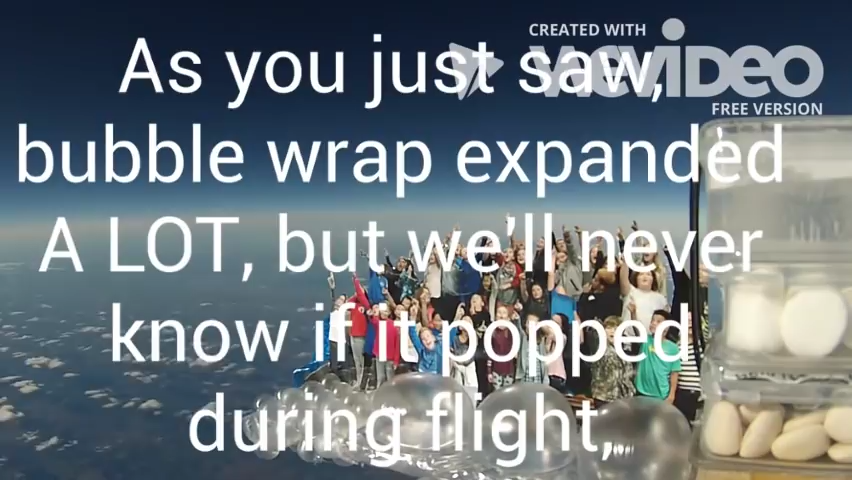 CREATED WITH
WeVideo
FREE VERSION
As you just saw,
bubble wrap expanded
A LOT, but we'll never
know if it popped
during flight,